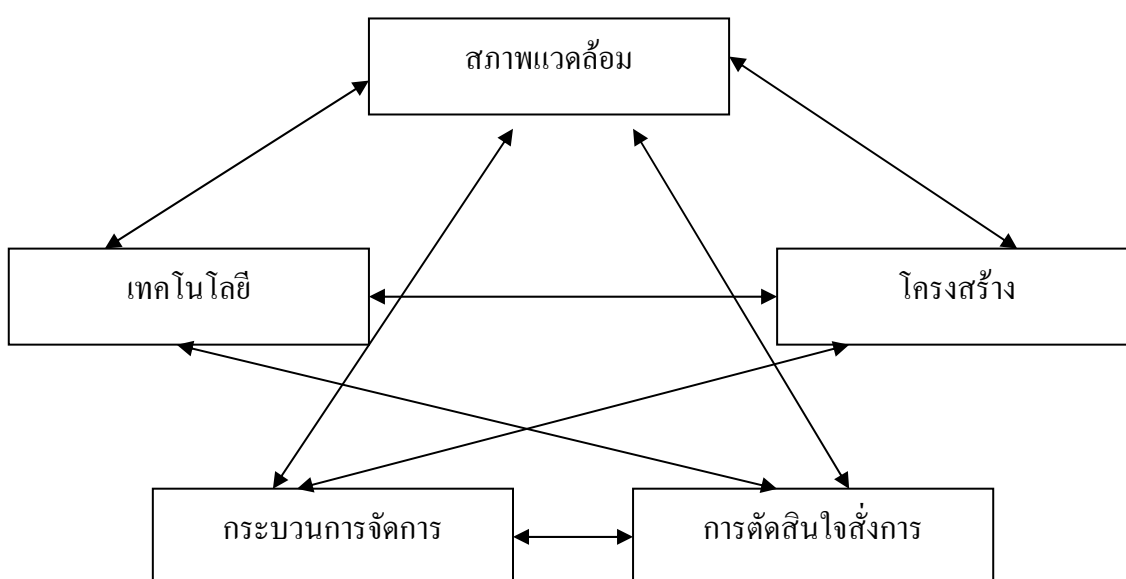 สภาพแวดล้อม
เทคโนโลยี
โครงสร้าง
กระบวนการจัดการ
การตัดสินใจสั่งการ